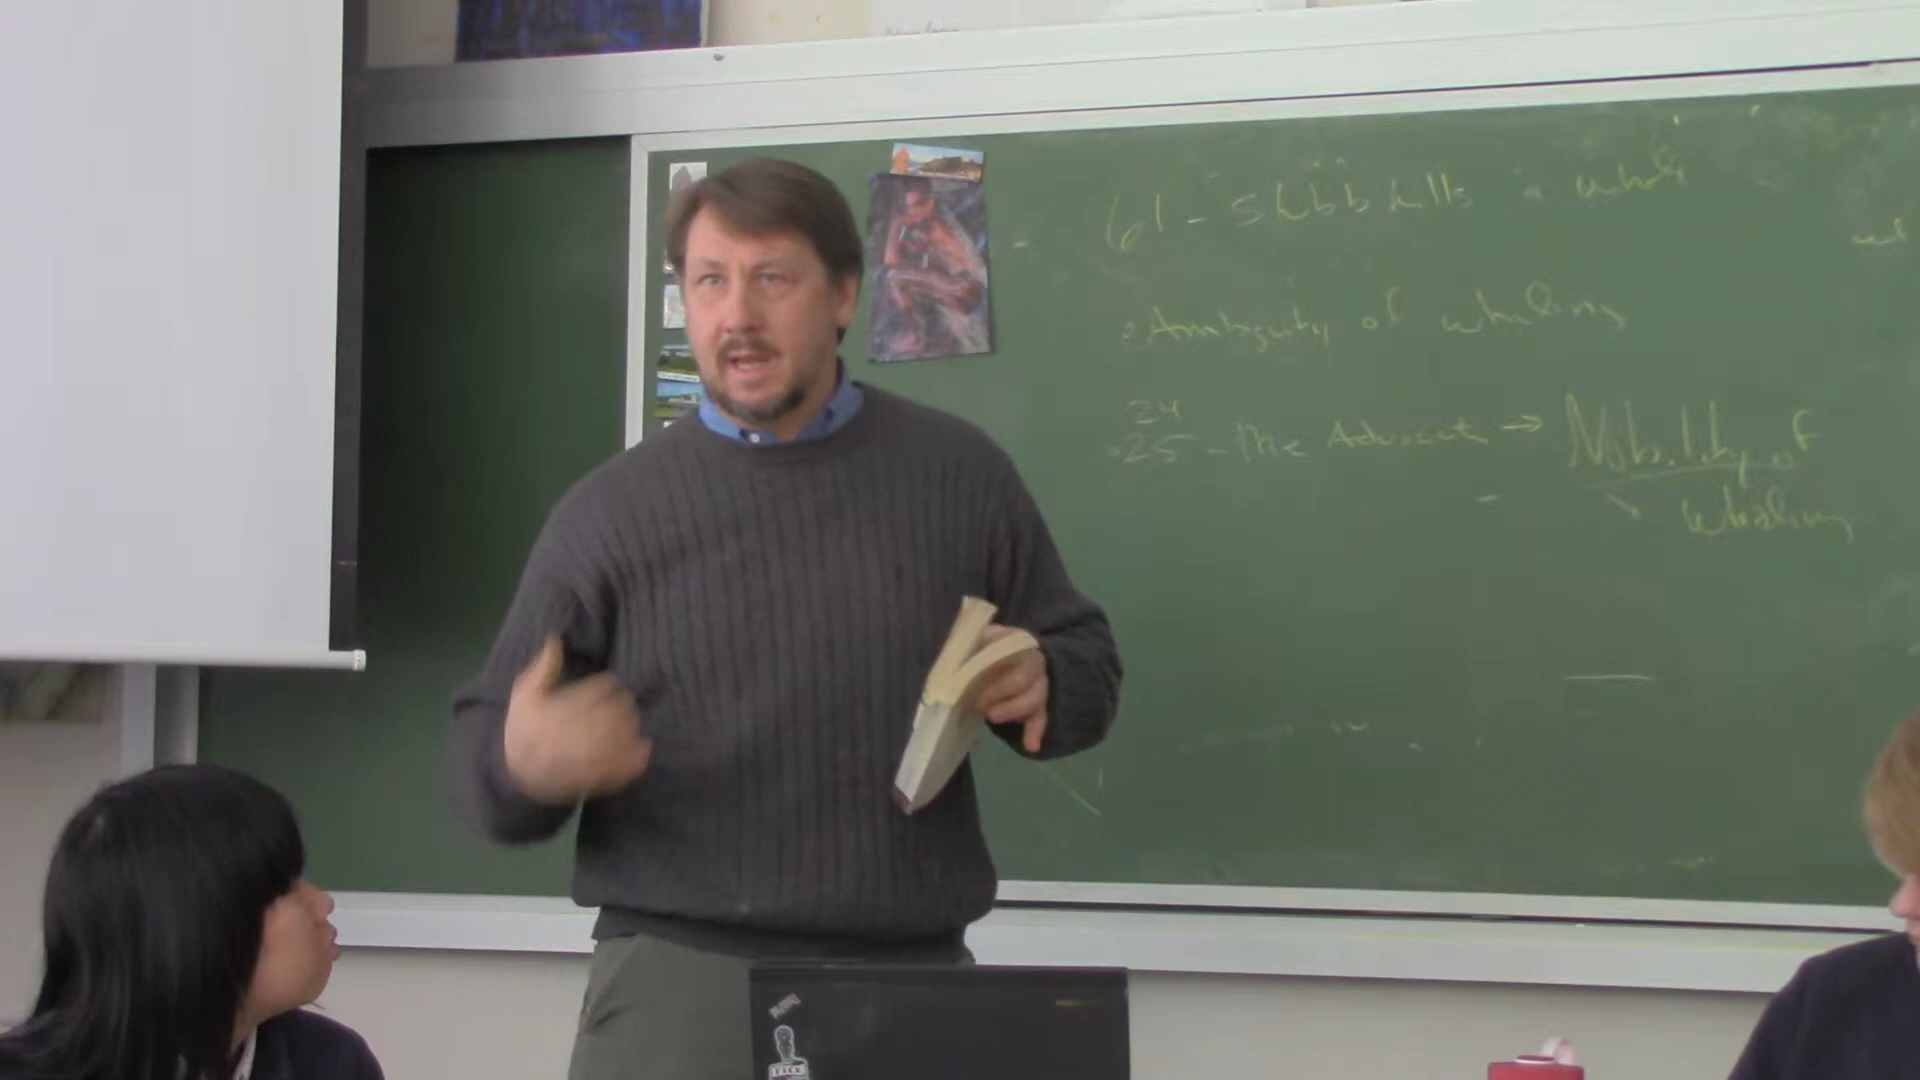 61 - Stubb kills a whale
Ambiguity of whaling
24
25 - The Advocate → Nobility of
whaling